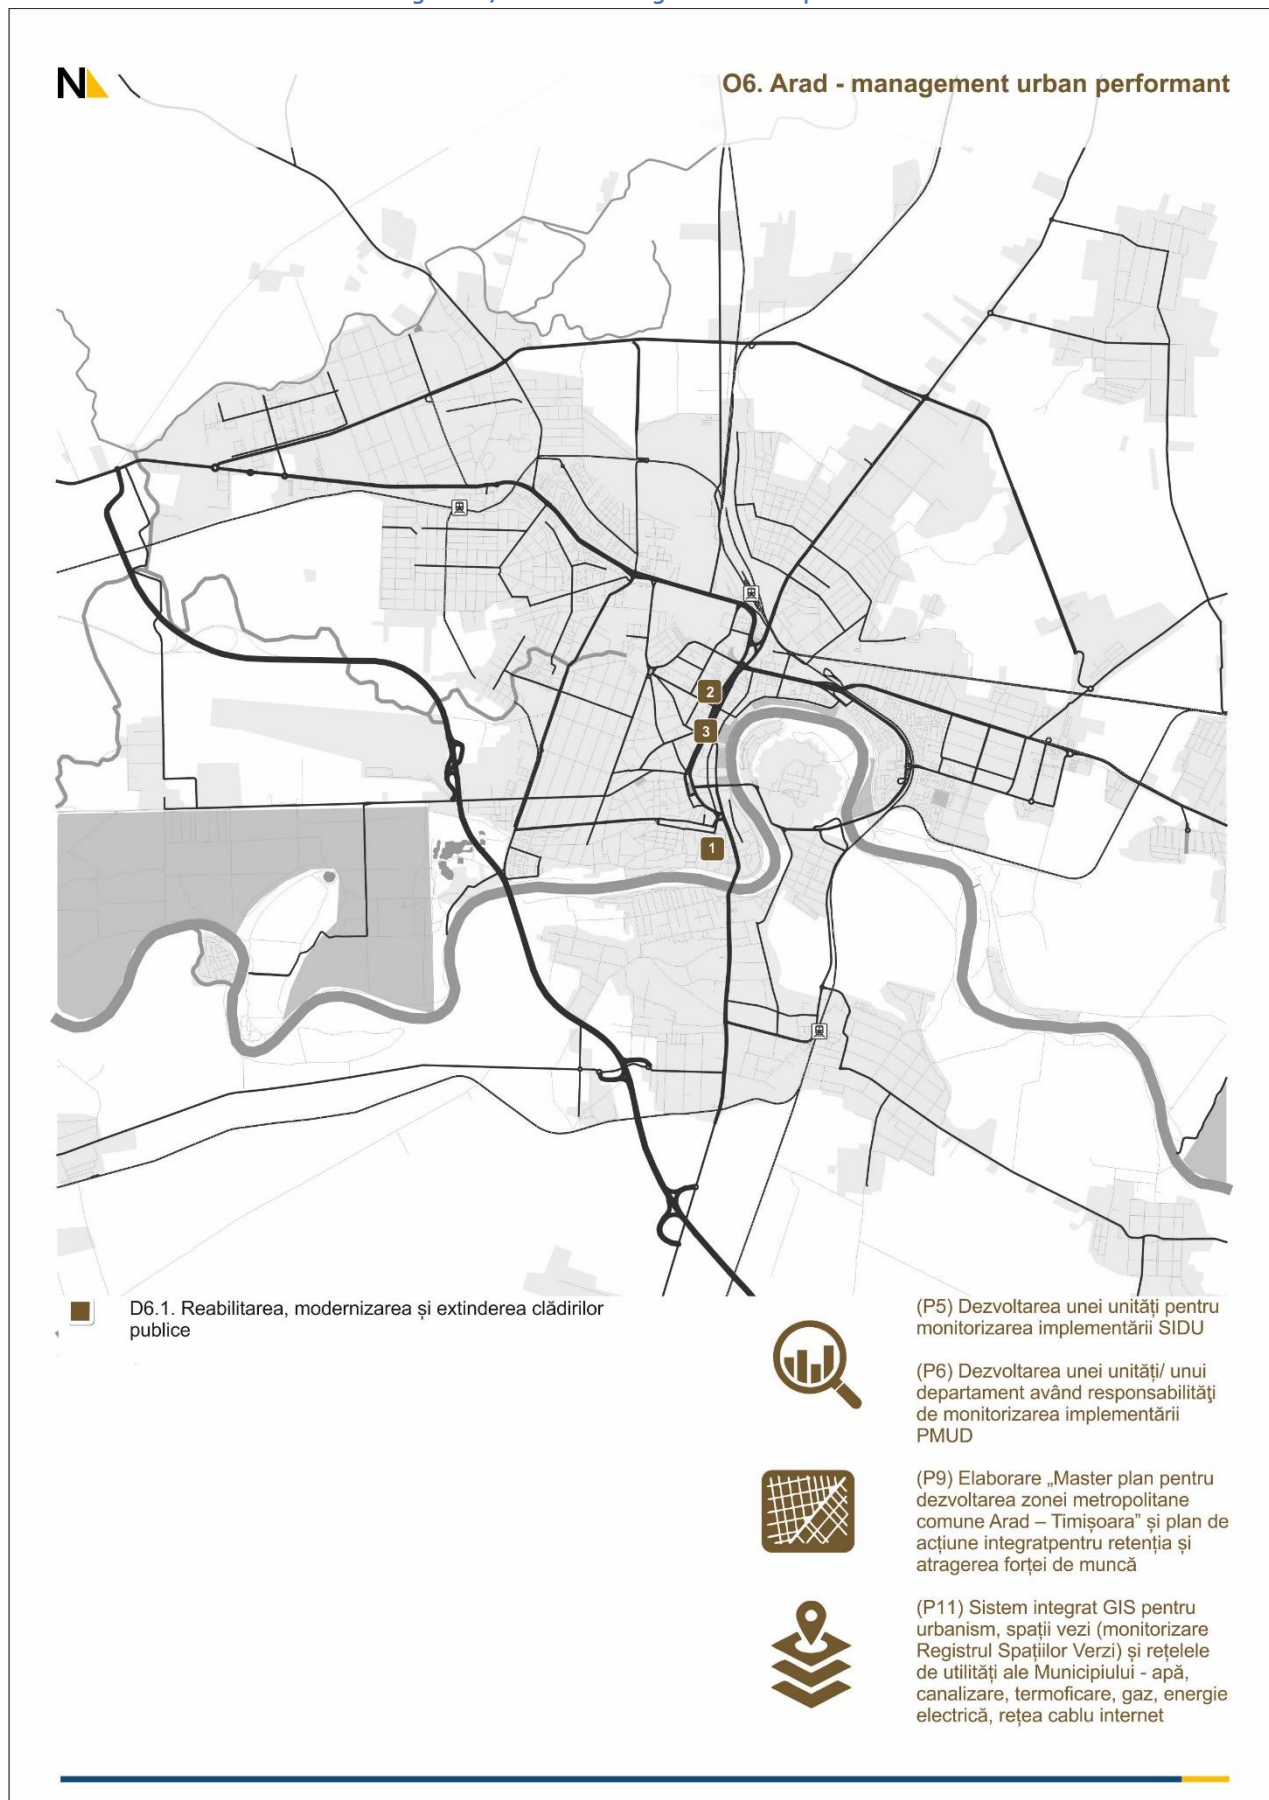 N
O6. Arad - management urban performant
2
3
1
D6.1. Reabilitarea, modernizarea și extinderea clădirilor
publice
(P5) Dezvoltarea unei unități pentru
monitorizarea implementării SIDU
(P6) Dezvoltarea unei unități/ unui
departament având responsabilităţi
de monitorizarea implementării
PMUD
(P9) Elaborare „Master plan pentru
dezvoltarea zonei metropolitane
comune Arad – Timișoara” și plan de
acțiune integratpentru retenția și
atragerea forței de muncă
(P11) Sistem integrat GIS pentru
urbanism, spații vezi (monitorizare
Registrul Spațiilor Verzi) și rețelele
de utilități ale Municipiului - apă,
canalizare, termoficare, gaz, energie
electrică, rețea cablu internet